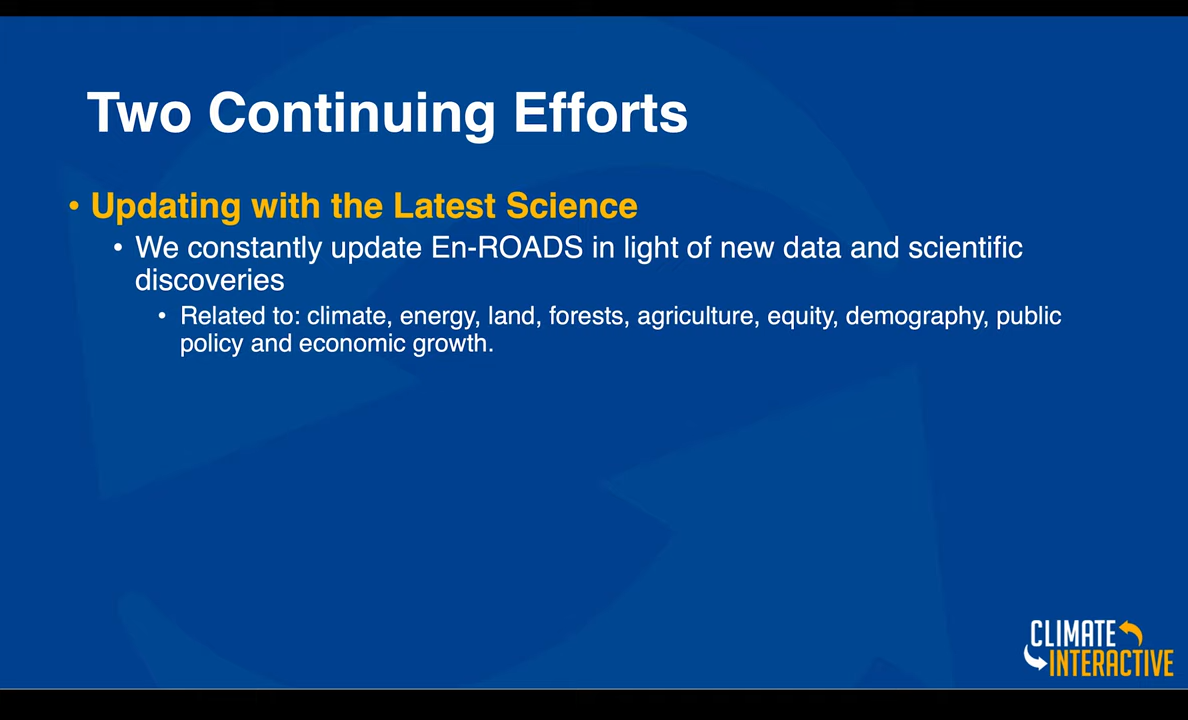 Two Continuing Efforts
• Updating with the Latest Science
• We constantly update En-ROADS in light of new data and scientific
discoveries
• Related to: climate, energy, land, forests, agriculture, equity, demography, public
policy and economic growth.
CLIMATE
INTERACTIVE